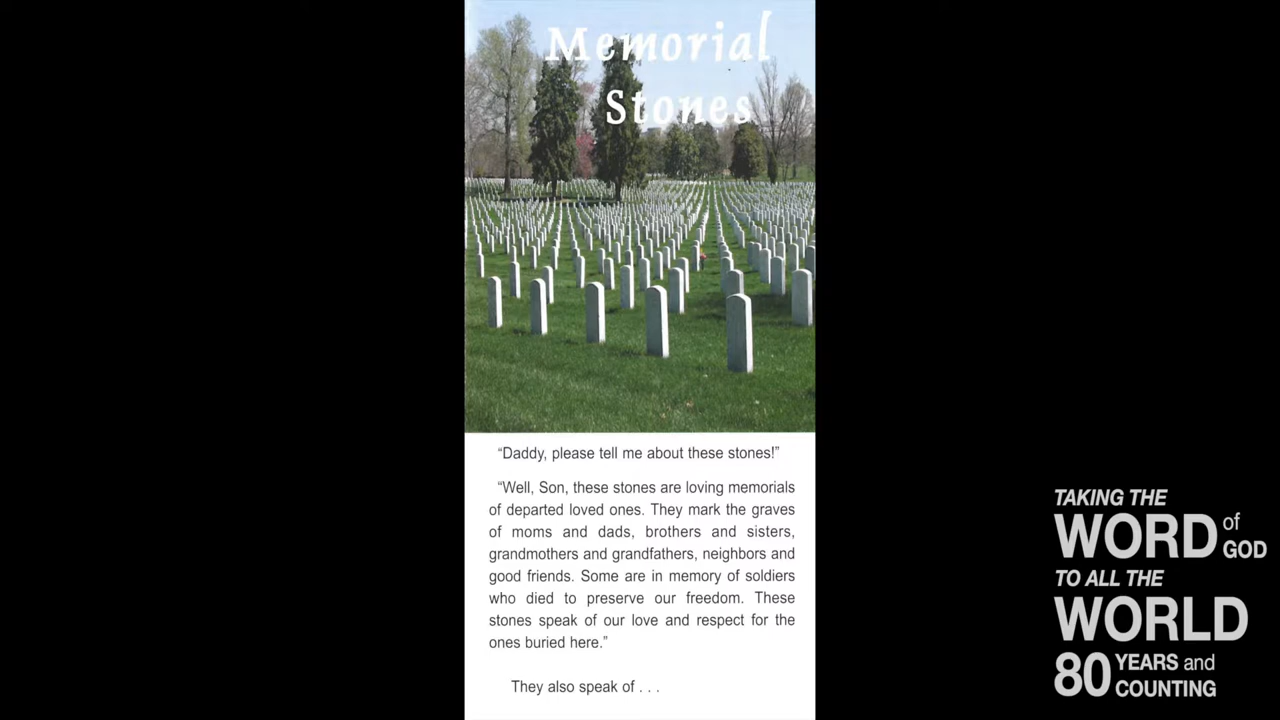 Memorial
Stones
“Daddy, please tell me about these stones!”
“Well, Son, these stones are loving memorials
of departed loved ones. They mark the graves
of moms and dads, brothers and sisters,
grandmothers and grandfathers, neighbors and
good friends. Some are in memory of soldiers
who died to preserve our freedom. These
stones speak of our love and respect for the
ones buried here.”
They also speak of . . .
TAKING THE
WORD of GOD
TO ALL THE
WORLD
80 YEARS and
COUNTING